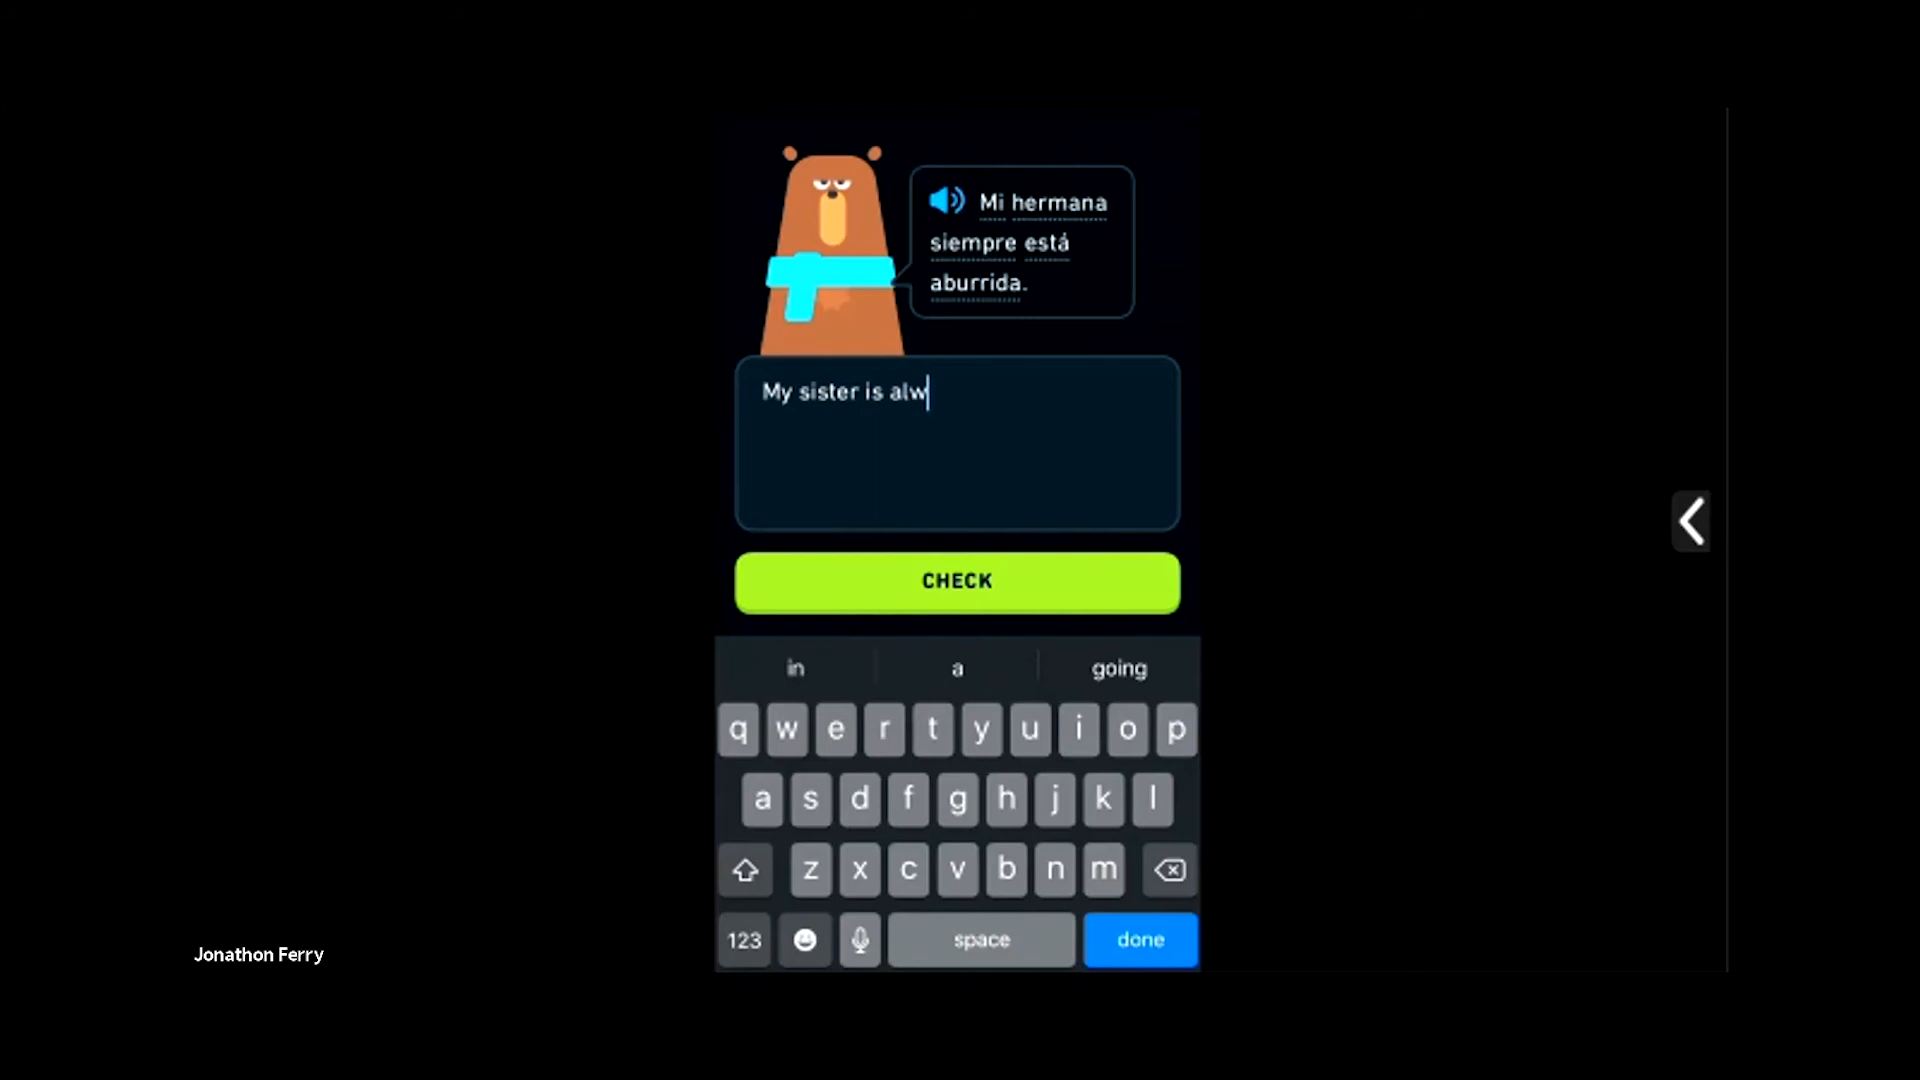 Mi hermana
siempre está
aburrida.
My sister is alw
CHECK
in a going
q w e r t y u i o p
a s d f g h j k l
z x c v b n m
123 space done
Jonathon Ferry